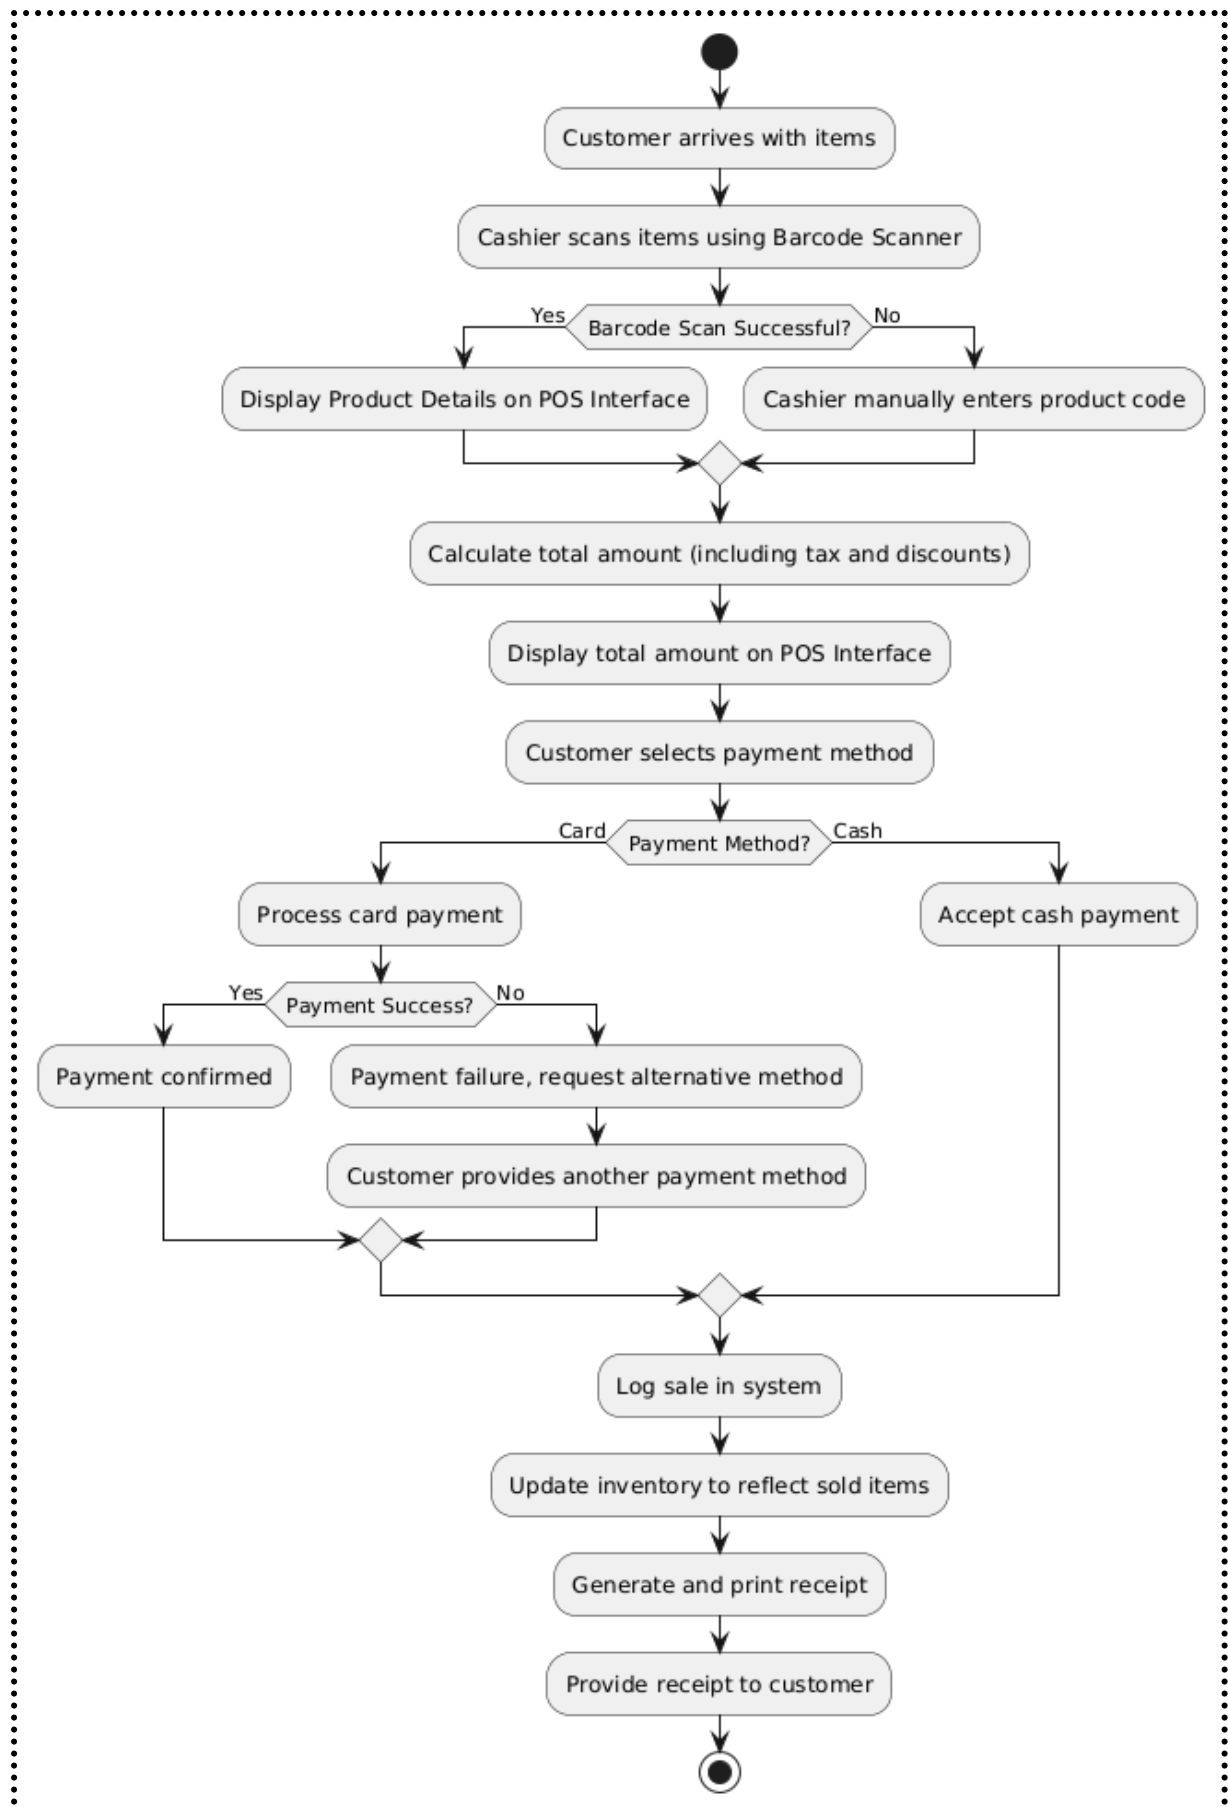 Customer arrives with items
Cashier scans items using Barcode Scanner
Yes
Barcode Scan Successful?
No
Display Product Details on POS Interface
Cashier manually enters product code
Calculate total amount (including tax and discounts)
Display total amount on POS Interface
Customer selects payment method
Card
Payment Method?
Cash
Process card payment
Accept cash payment
Yes
Payment Success?
No
Payment confirmed
Payment failure, request alternative method
Customer provides another payment method
Log sale in system
Update inventory to reflect sold items
Generate and print receipt
Provide receipt to customer